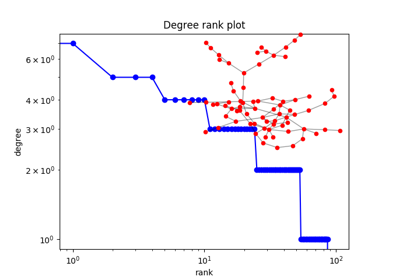 Degree rank plot
degree
6 × 10⁰
4 × 10⁰
3 × 10⁰
2 × 10⁰
10⁰
10⁰ 10¹ 10²
rank